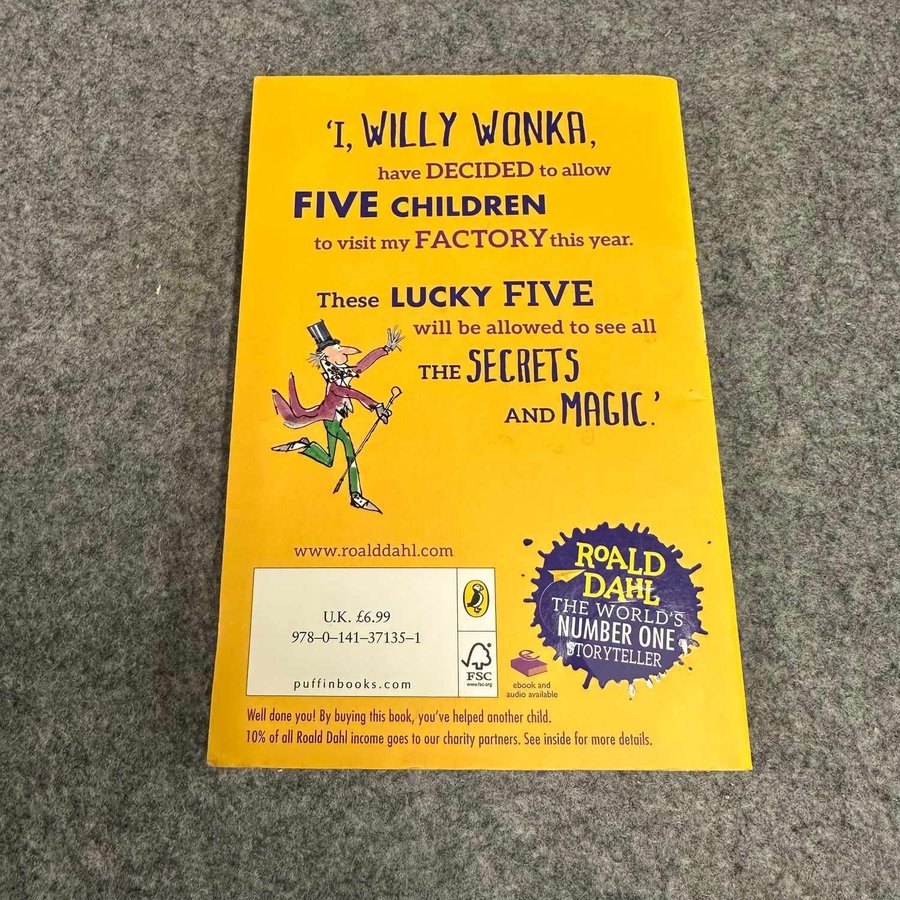 ‘I, WILLY WONKA,
have DECIDED to allow
FIVE CHILDREN
to visit my FACTORY this year.
These LUCKY FIVE
will be allowed to see all
THE SECRETS
AND MAGIC.’
www.roalddahl.com
U.K. £6.99
978–0–141–37135–1
puffinbooks.com
FSC
www.fsc.org
ebook and
audio available
ROALD
DAHL
THE WORLD'S
NUMBER ONE
STORYTELLER
Well done you! By buying this book, you've helped another child.
10% of all Roald Dahl income goes to our charity partners. See inside for more details.